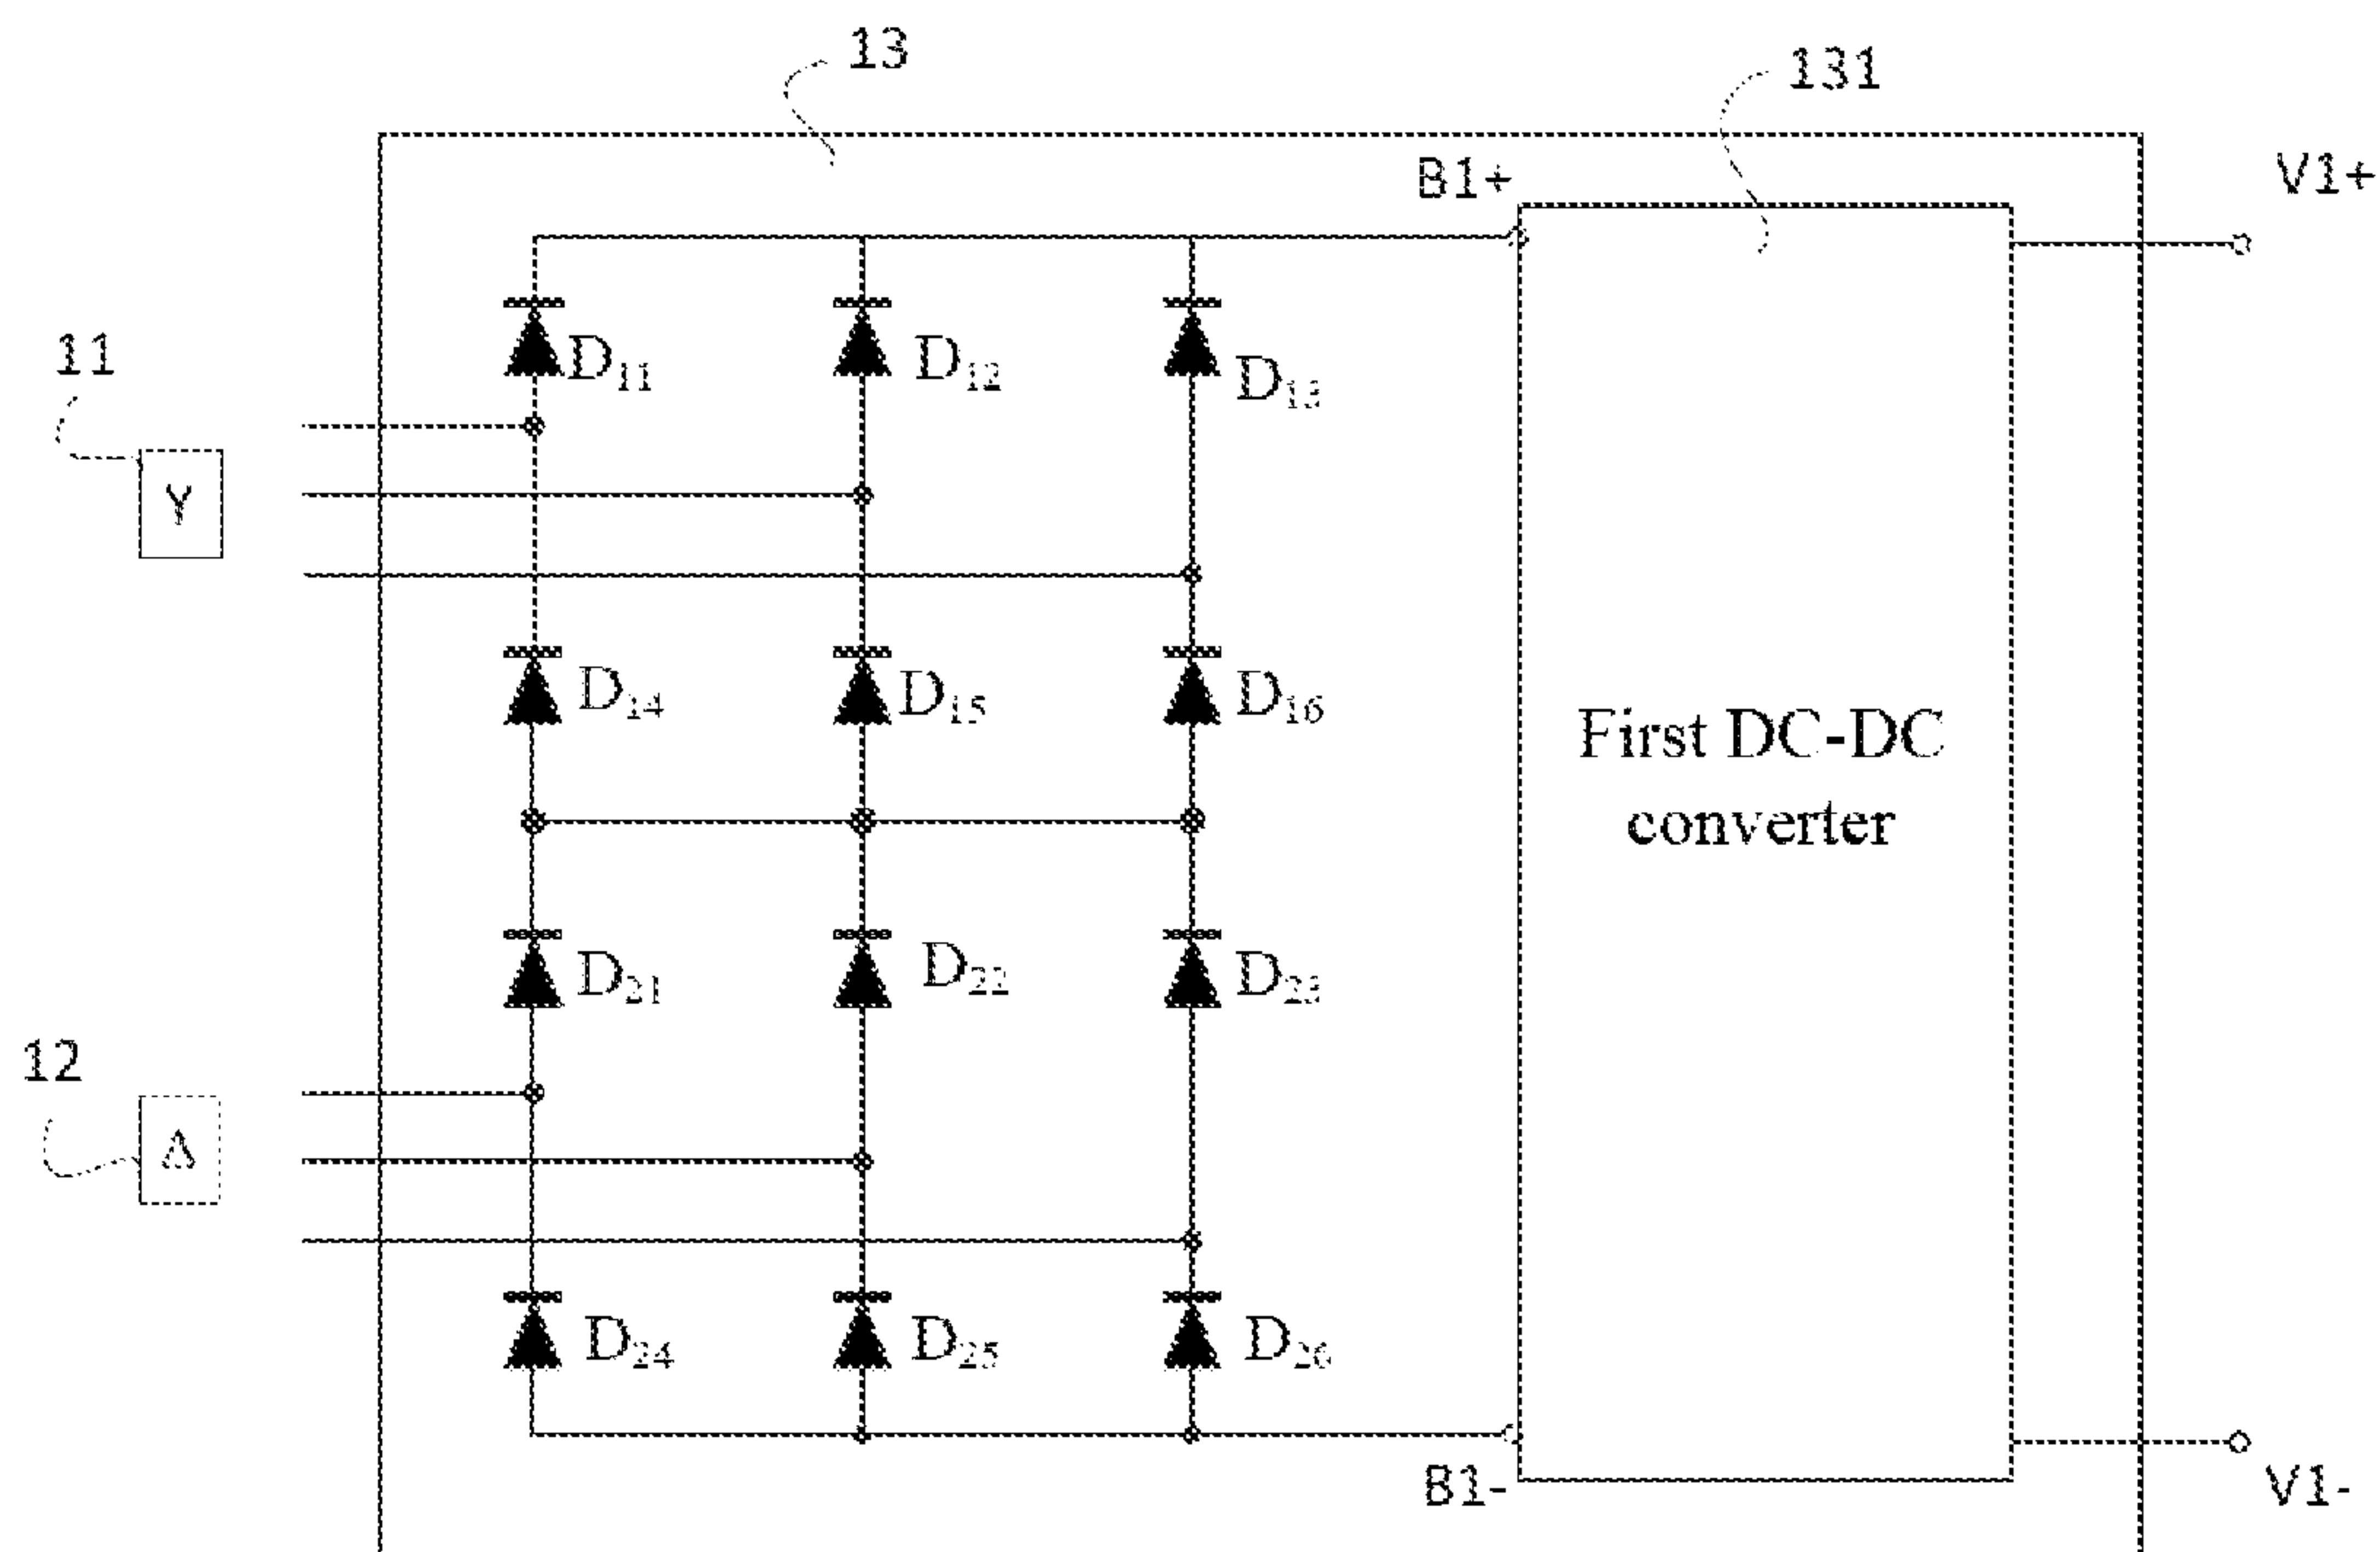 13
131
B1+
V1+
11
D11
D12
D13
Y
D14
D15
D16
First DC-DC
converter
D21
D22
D23
12
Δ
D24
D25
D26
B1-
V1-